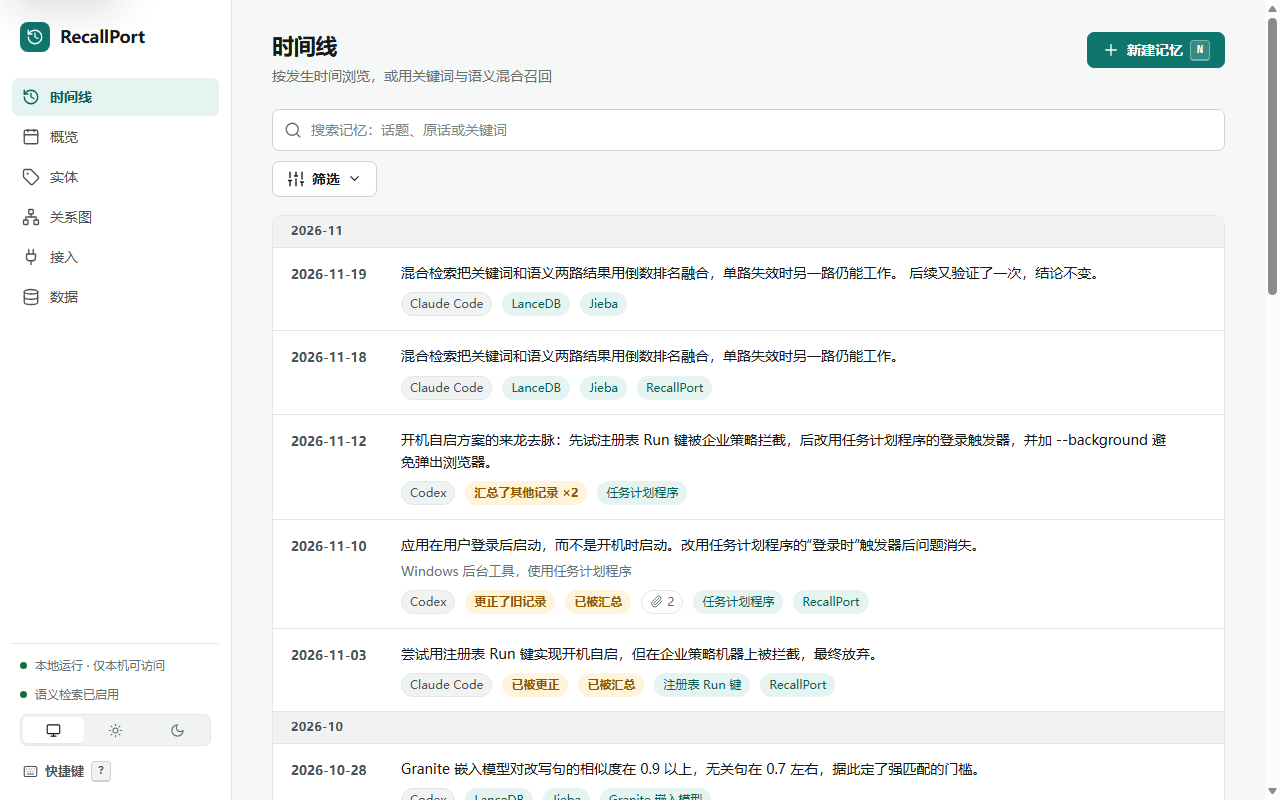 RecallPort
时间线
概览
实体
关系图
接入
数据
本地运行 · 仅本机可访问
语义检索已启用
快捷键 ?
时间线
按发生时间浏览，或用关键词与语义混合召回
新建记忆 N
搜索记忆：话题、原话或关键词
筛选
2026-11
2026-11-19
混合检索把关键词和语义两路结果用倒数排名融合，单路失效时另一路仍能工作。 后续又验证了一次，结论不变。
Claude Code LanceDB Jieba
2026-11-18
混合检索把关键词和语义两路结果用倒数排名融合，单路失效时另一路仍能工作。
Claude Code LanceDB Jieba RecallPort
2026-11-12
开机自启方案的来龙去脉：先试注册表 Run 键被企业策略拦截，后改用任务计划程序的登录触发器，并加 --background 避
免弹出浏览器。
Codex 汇总了其他记录 ×2 任务计划程序
2026-11-10
应用在用户登录后启动，而不是开机时启动。改用任务计划程序的“登录时”触发器后问题消失。
Windows 后台工具，使用任务计划程序
Codex 更正了旧记录 已被汇总 2 任务计划程序 RecallPort
2026-11-03
尝试用注册表 Run 键实现开机自启，但在企业策略机器上被拦截，最终放弃。
Claude Code 已被更正 已被汇总 注册表 Run 键 RecallPort
2026-10
2026-10-28
Granite 嵌入模型对改写句的相似度在 0.9 以上，无关句在 0.7 左右，据此定了强匹配的门槛。
Codex LanceDB Jieba Granite 嵌入模型